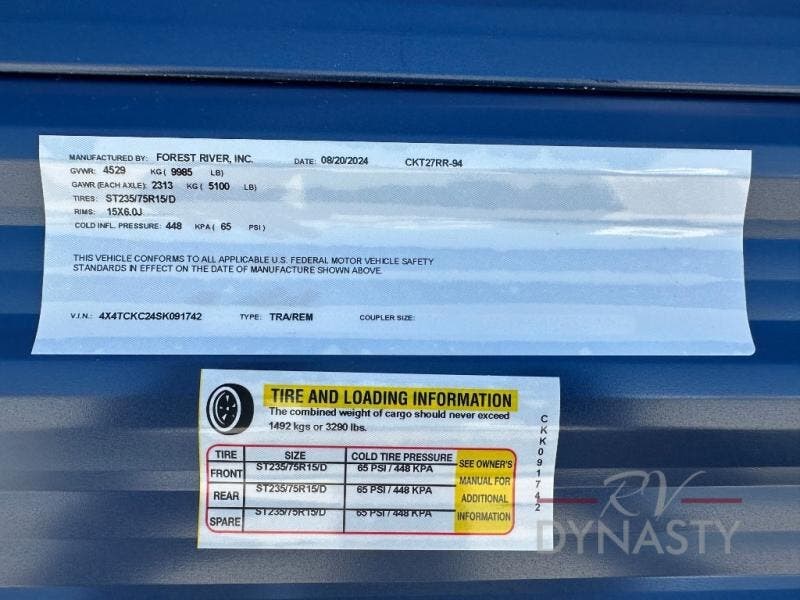 MANUFACTURED BY: FOREST RIVER, INC. DATE: 08/20/2024 CKT27RR-94
GVWR: 4529 KG ( 9985 LB)
GAWR (EACH AXLE): 2313 KG ( 5100 LB)
TIRES: ST235/75R15/D
RIMS: 15X6.0J
COLD INFL. PRESSURE: 448 KPA ( 65 PSI )
THIS VEHICLE CONFORMS TO ALL APPLICABLE U.S. FEDERAL MOTOR VEHICLE SAFETY
STANDARDS IN EFFECT ON THE DATE OF MANUFACTURE SHOWN ABOVE.
V.I.N.: 4X4TCKC24SK091742 TYPE: TRA/REM COUPLER SIZE:
TIRE AND LOADING INFORMATION
The combined weight of cargo should never exceed
1492 kgs or 3290 lbs.
TIRE SIZE COLD TIRE PRESSURE
FRONT ST235/75R15/D 65 PSI / 448 KPA
REAR ST235/75R15/D 65 PSI / 448 KPA
SPARE ST235/75R15/D 65 PSI / 448 KPA
SEE OWNER'S
MANUAL FOR
ADDITIONAL
INFORMATION
CKK091742
RV
DYNASTY